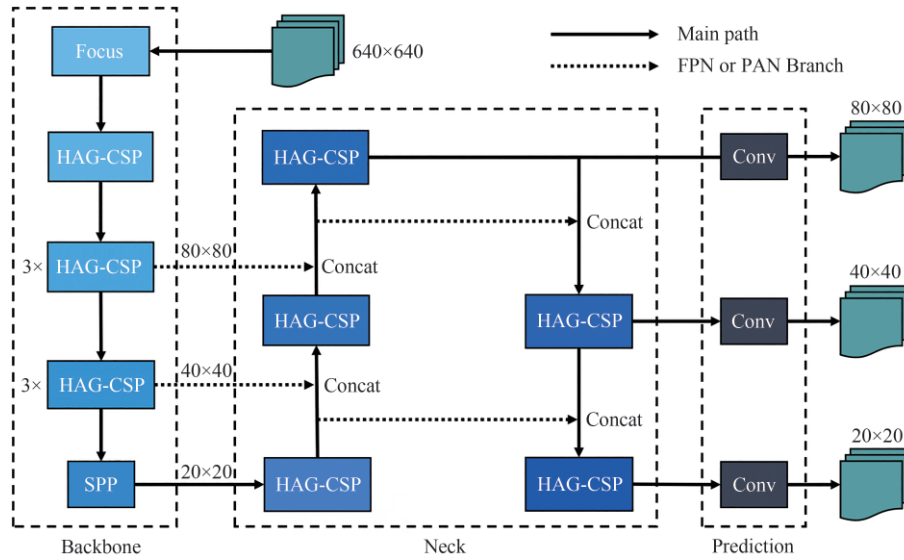 Focus
640×640
Main path
FPN or PAN Branch
HAG-CSP
HAG-CSP
Conv
80×80
3×
HAG-CSP
80×80
Concat
Concat
HAG-CSP
HAG-CSP
Conv
40×40
3×
HAG-CSP
40×40
Concat
Concat
SPP
20×20
HAG-CSP
HAG-CSP
Conv
20×20
Backbone
Neck
Prediction